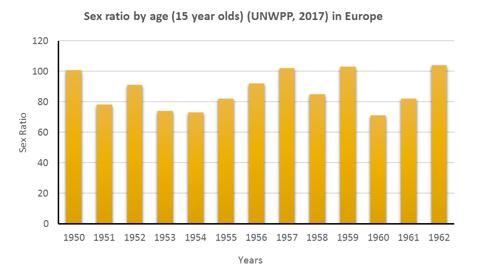 Sex ratio by age (15 year olds) (UNWPP, 2017) in Europe
120
100
80
60
40
20
0
Sex Ratio
1950 1951 1952 1953 1954 1955 1956 1957 1958 1959 1960 1961 1962
Years